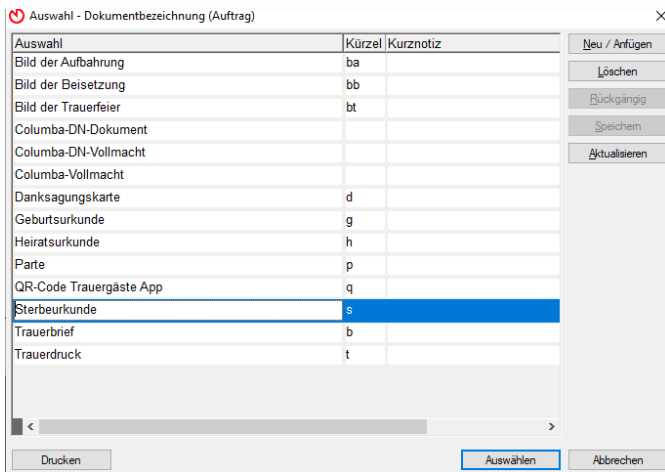 Auswahl - Dokumentbezeichnung (Auftrag)
Auswahl Kürzel Kurznotiz
Bild der Aufbahrung ba
Bild der Beisetzung bb
Bild der Trauerfeier bt
Columba-DN-Dokument
Columba-DN-Vollmacht
Columba-Vollmacht
Danksagungskarte d
Geburtsurkunde g
Heiratsurkunde h
Parte p
QR-Code Trauergäste App q
Sterbeurkunde s
Trauerbrief b
Trauerdruck t
Neu / Anfügen
Löschen
Rückgängig
Speichern
Aktualisieren
Drucken
Auswählen
Abbrechen